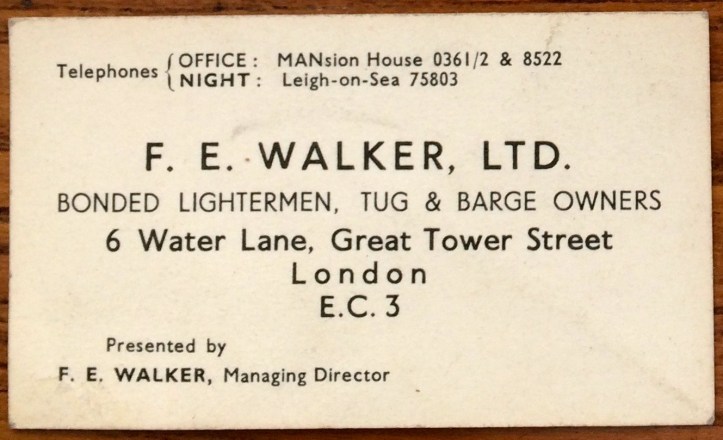 Telephones { OFFICE : MANsion House 0361/2 & 8522
NIGHT : Leigh-on-Sea 75803
F. E. WALKER, LTD.
BONDED LIGHTERMEN, TUG & BARGE OWNERS
6 Water Lane, Great Tower Street
London
E.C. 3
Presented by
F. E. WALKER, Managing Director